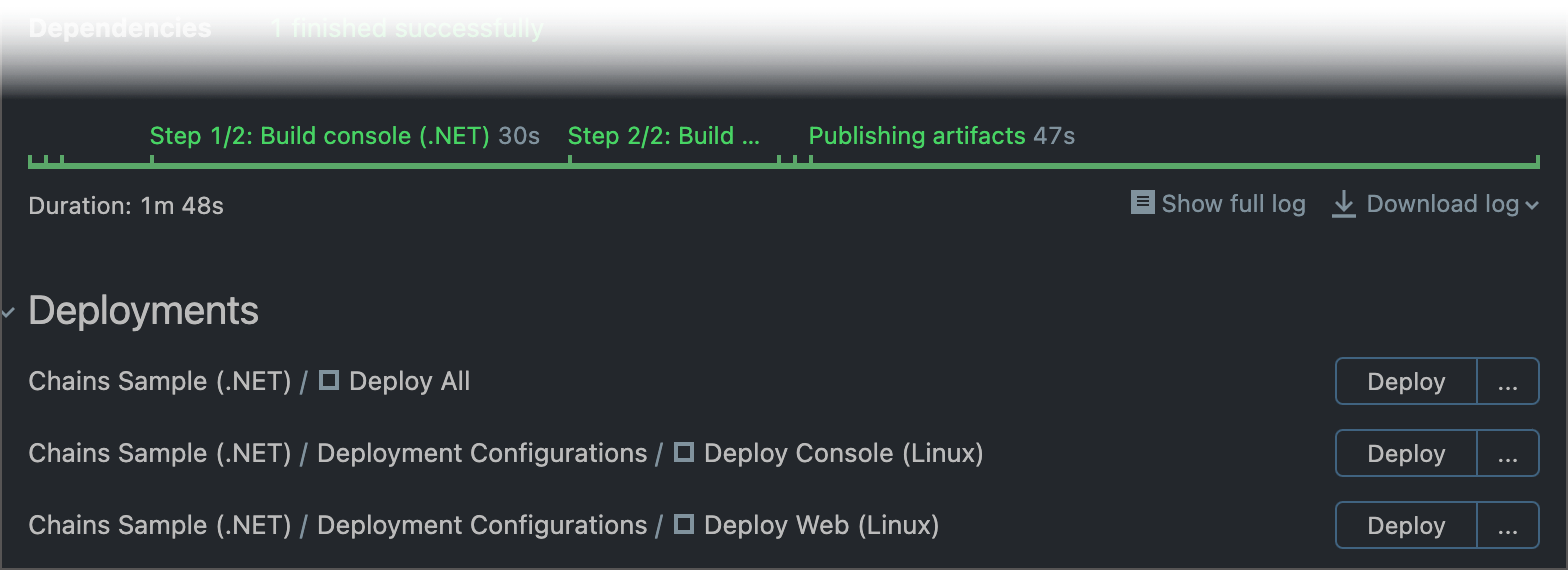 Dependencies 1 finished successfully
Step 1/2: Build console (.NET) 30s Step 2/2: Build ... Publishing artifacts 47s
Duration: 1m 48s Show full log Download log
Deployments
Chains Sample (.NET) / Deploy All Deploy ...
Chains Sample (.NET) / Deployment Configurations / Deploy Console (Linux) Deploy ...
Chains Sample (.NET) / Deployment Configurations / Deploy Web (Linux) Deploy ...